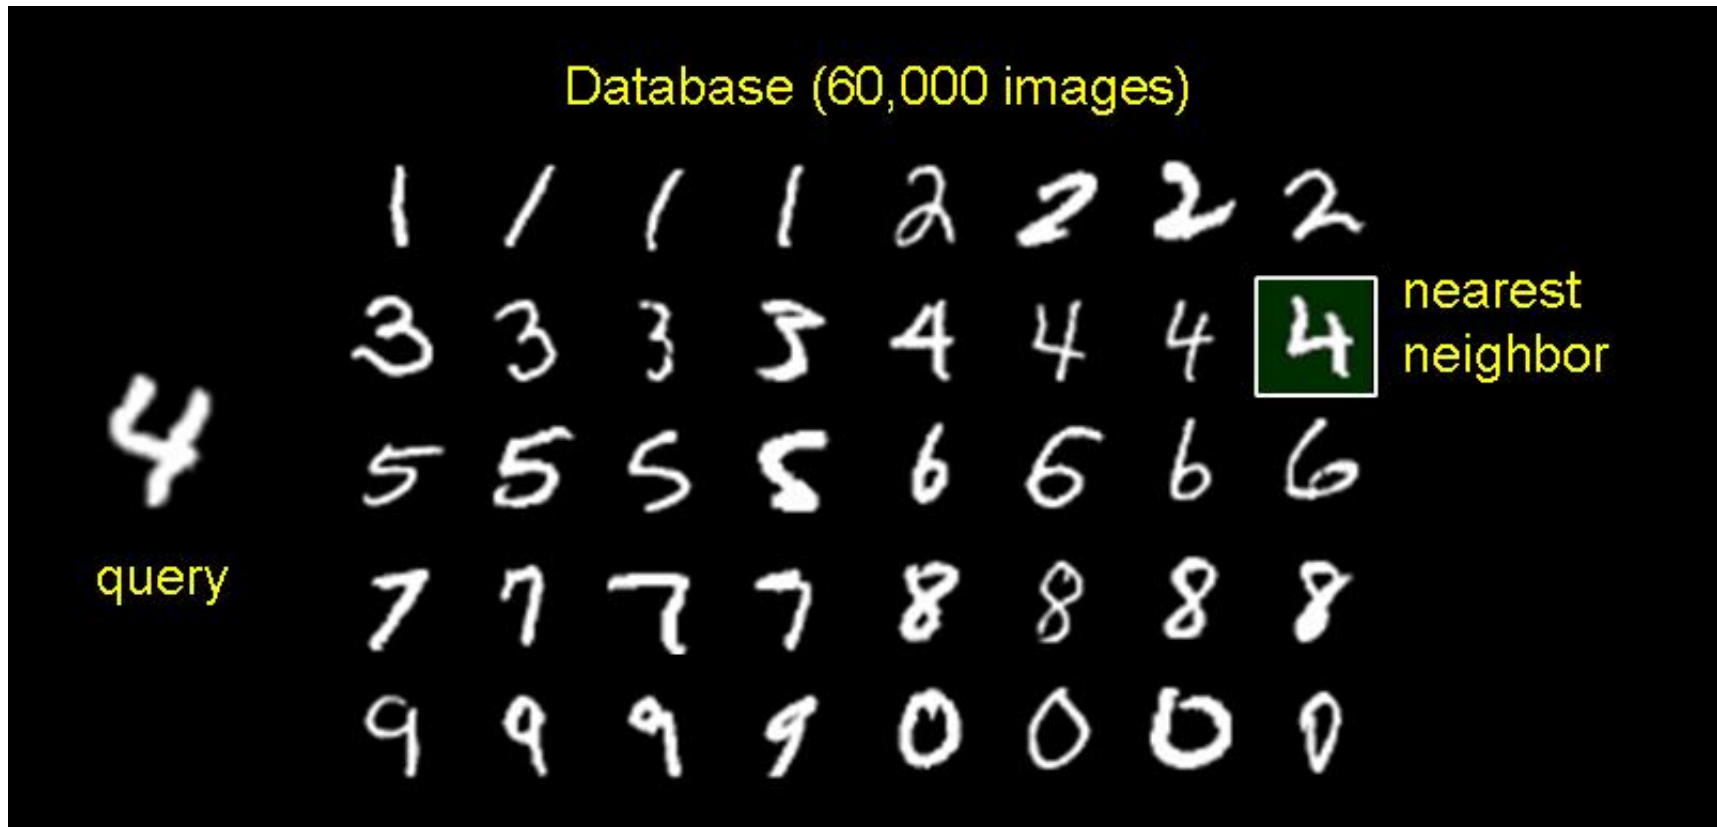 Database (60,000 images)
1 1 1 1 2 2 2 2
3 3 3 3 4 4 4 4
nearest
neighbor
4
5 5 5 5 6 6 6 6
query
7 7 7 7 8 8 8 8
9 9 9 9 0 0 0 0